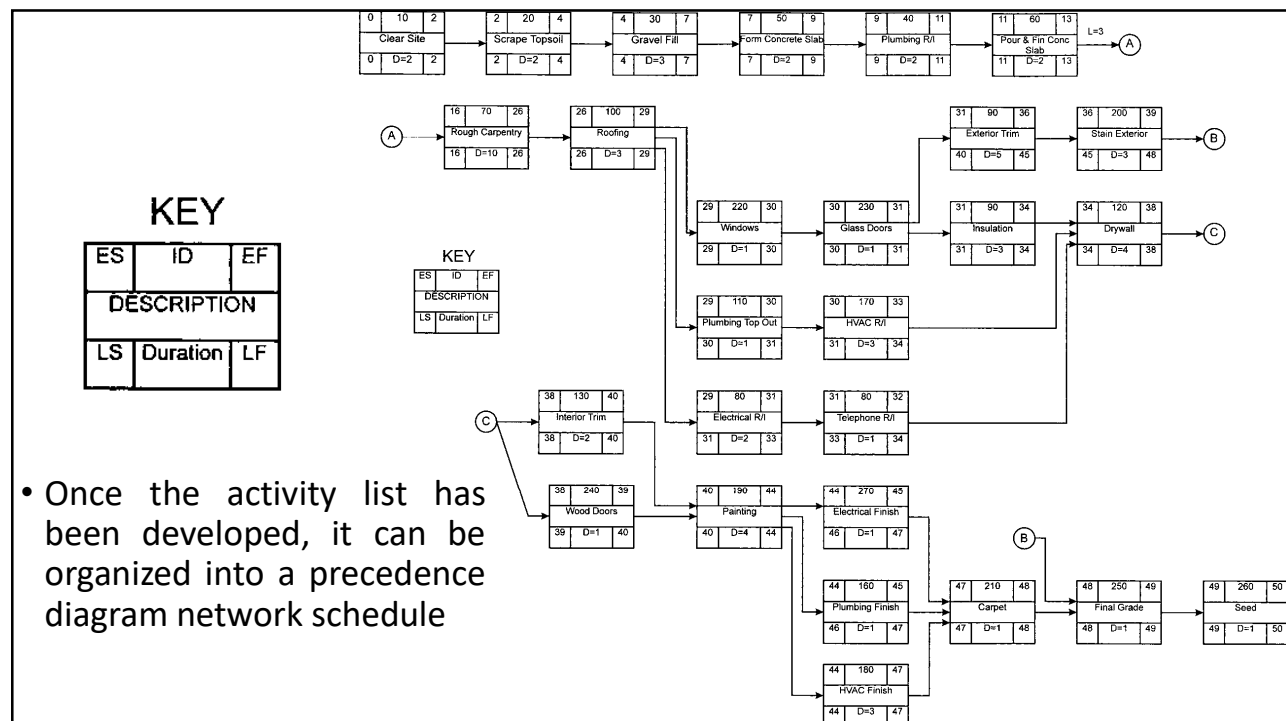 0 10 2
Clear Site
0 D=2 2
2 20 4
Scrape Topsoil
2 D=2 4
4 30 7
Gravel Fill
4 D=3 7
7 50 9
Form Concrete Slab
7 D=2 9
9 40 11
Plumbing R/I
9 D=2 11
11 60 13
Pour & Fin Conc
Slab
11 D=2 13
L=3
A
A
16 70 26
Rough Carpentry
16 D=10 26
26 100 29
Roofing
26 D=3 29
31 90 36
Exterior Trim
40 D=5 45
36 200 39
Stain Exterior
45 D=3 48
B
KEY
ES ID EF
DESCRIPTION
LS Duration LF
KEY
ES ID EF
DESCRIPTION
LS Duration LF
29 220 30
Windows
29 D=1 30
30 230 31
Glass Doors
30 D=1 31
31 90 34
Insulation
31 D=3 34
34 120 38
Drywall
34 D=4 38
C
29 110 30
Plumbing Top Out
30 D=1 31
30 170 33
HVAC R/I
31 D=3 34
C
38 130 40
Interior Trim
38 D=2 40
29 80 31
Electrical R/I
31 D=2 33
31 80 32
Telephone R/I
33 D=1 34
• Once the activity list has
been developed, it can be
organized into a precedence
diagram network schedule
38 240 39
Wood Doors
39 D=1 40
40 190 44
Painting
40 D=4 44
44 270 45
Electrical Finish
46 D=1 47
B
44 160 45
Plumbing Finish
46 D=1 47
47 210 48
Carpet
47 D=1 48
48 250 49
Final Grade
48 D=1 49
49 260 50
Seed
49 D=1 50
44 180 47
HVAC Finish
44 D=3 47